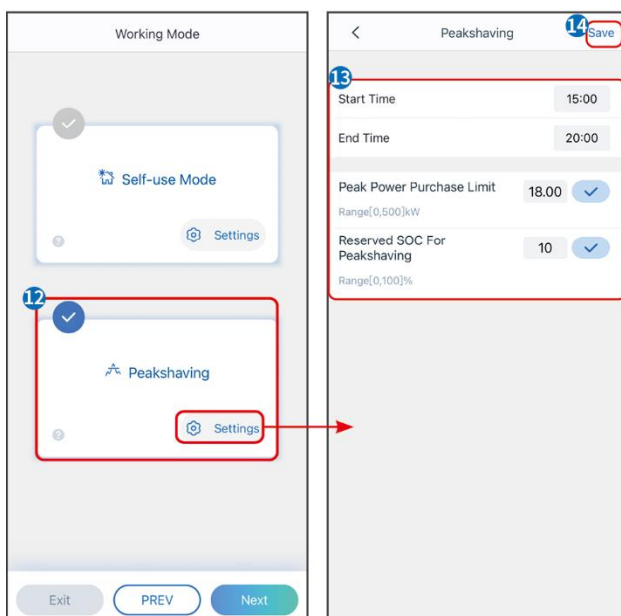 Working Mode
Self-use Mode
Settings
12
Peakshaving
Settings
Exit
PREV
Next
Peakshaving
14
Save
13
Start Time
15:00
End Time
20:00
Peak Power Purchase Limit
18.00
Range[0,500]kW
Reserved SOC For
Peakshaving
10
Range[0,100]%